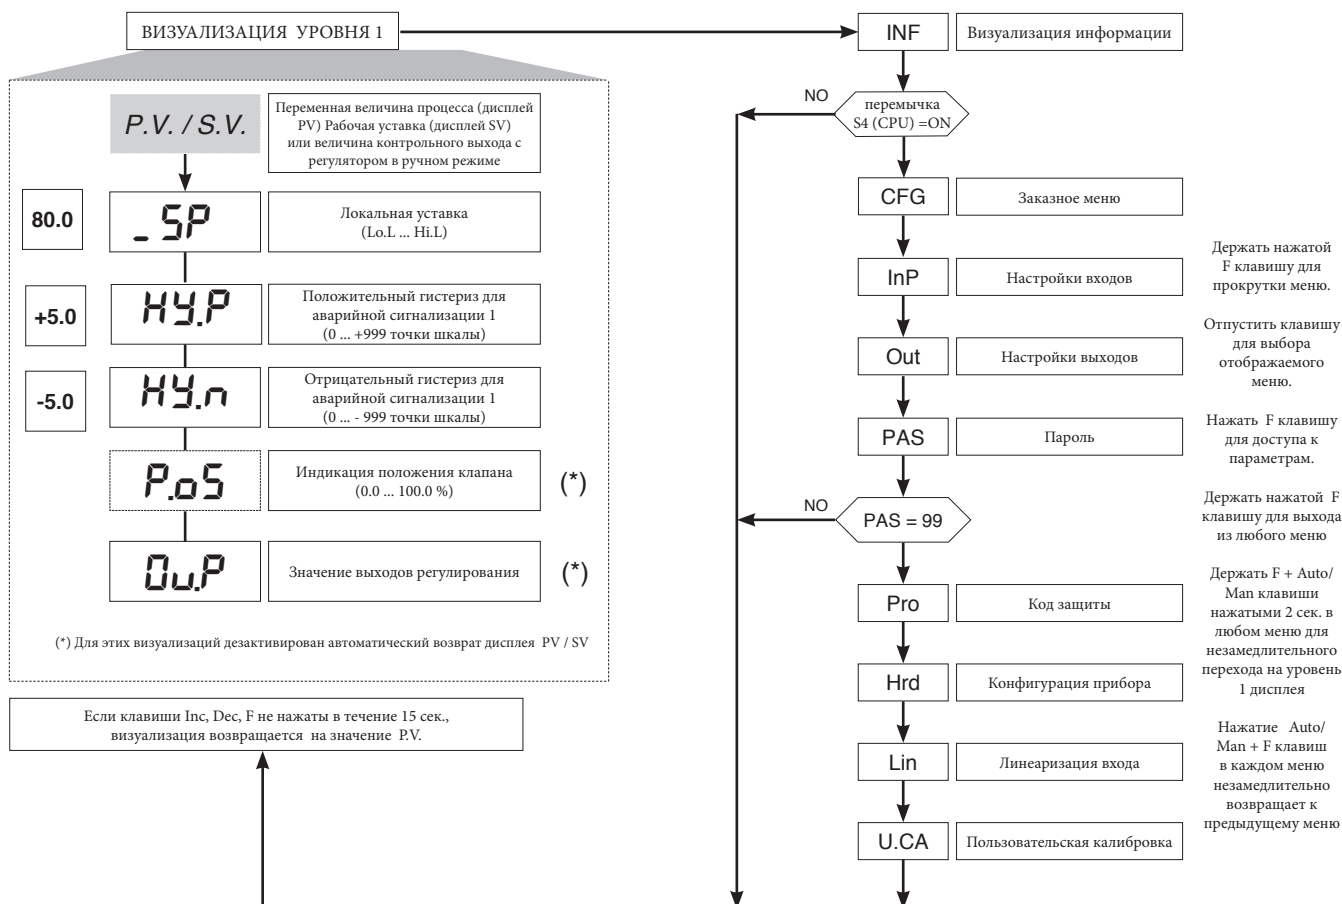 ВИЗУАЛИЗАЦИЯ УРОВНЯ 1
P.V. / S.V.
Переменная величина процесса (дисплей
PV) Рабочая уставка (дисплей SV)
или величина контрольного выхода с
регулятором в ручном режиме
80.0
_SP
Локальная уставка
(Lo.L ... Hi.L)
+5.0
HY.P
Положительный гистериз для
аварийной сигнализации 1
(0 ... +999 точки шкалы)
-5.0
HY.n
Отрицательный гистериз для
аварийной сигнализации 1
(0 ... - 999 точки шкалы)
P.oS
Индикация положения клапана
(0.0 ... 100.0 %)
(*)
Ou.P
Значение выходов регулирования
(*)
(*) Для этих визуализаций дезактивирован автоматический возврат дисплея PV / SV
Если клавиши Inc, Dec, F не нажаты в течение 15 сек.,
визуализация возвращается на значение P.V.
INF
Визуализация информации
NO
перемычка
S4 (CPU) =ON
CFG
Заказное меню
InP
Настройки входов
Out
Настройки выходов
PAS
Пароль
NO
PAS = 99
Pro
Код защиты
Hrd
Конфигурация прибора
Lin
Линеаризация входа
U.CA
Пользовательская калибровка
Держать нажатой
F клавишу для
прокрутки меню.
Отпустить клавишу
для выбора
отображаемого
меню.
Нажать F клавишу
для доступа к
параметрам.
Держать нажатой F
клавишу для выхода
из любого меню
Держать F + Auto/
Man клавиши
нажатыми 2 сек. в
любом меню для
незамедлительного
перехода на уровень
1 дисплея
Нажатие Auto/
Man + F клавиш
в каждом меню
незамедлительно
возвращает к
предыдущему меню